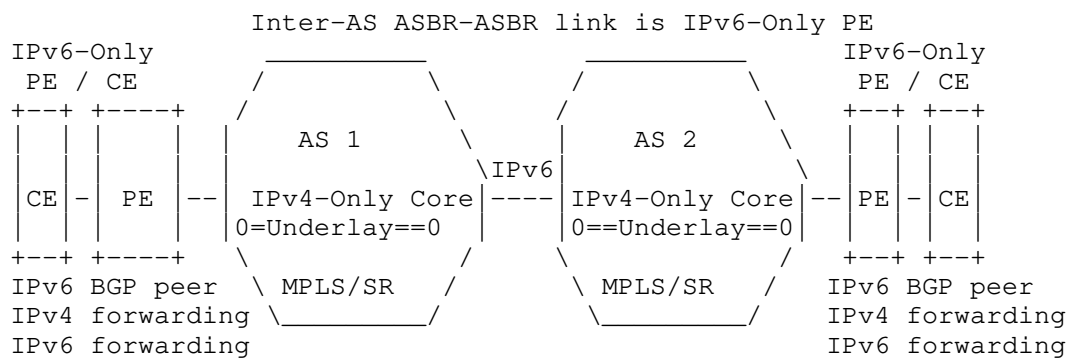 Inter-AS ASBR-ASBR link is IPv6-Only PE
IPv6-Only IPv6-Only
PE / CE PE / CE
AS 1 AS 2
IPv6
CE PE IPv4-Only Core IPv4-Only Core PE CE
0=Underlay==0 0==Underlay==0
MPLS/SR MPLS/SR
IPv6 BGP peer IPv6 BGP peer
IPv4 forwarding IPv4 forwarding
IPv6 forwarding IPv6 forwarding